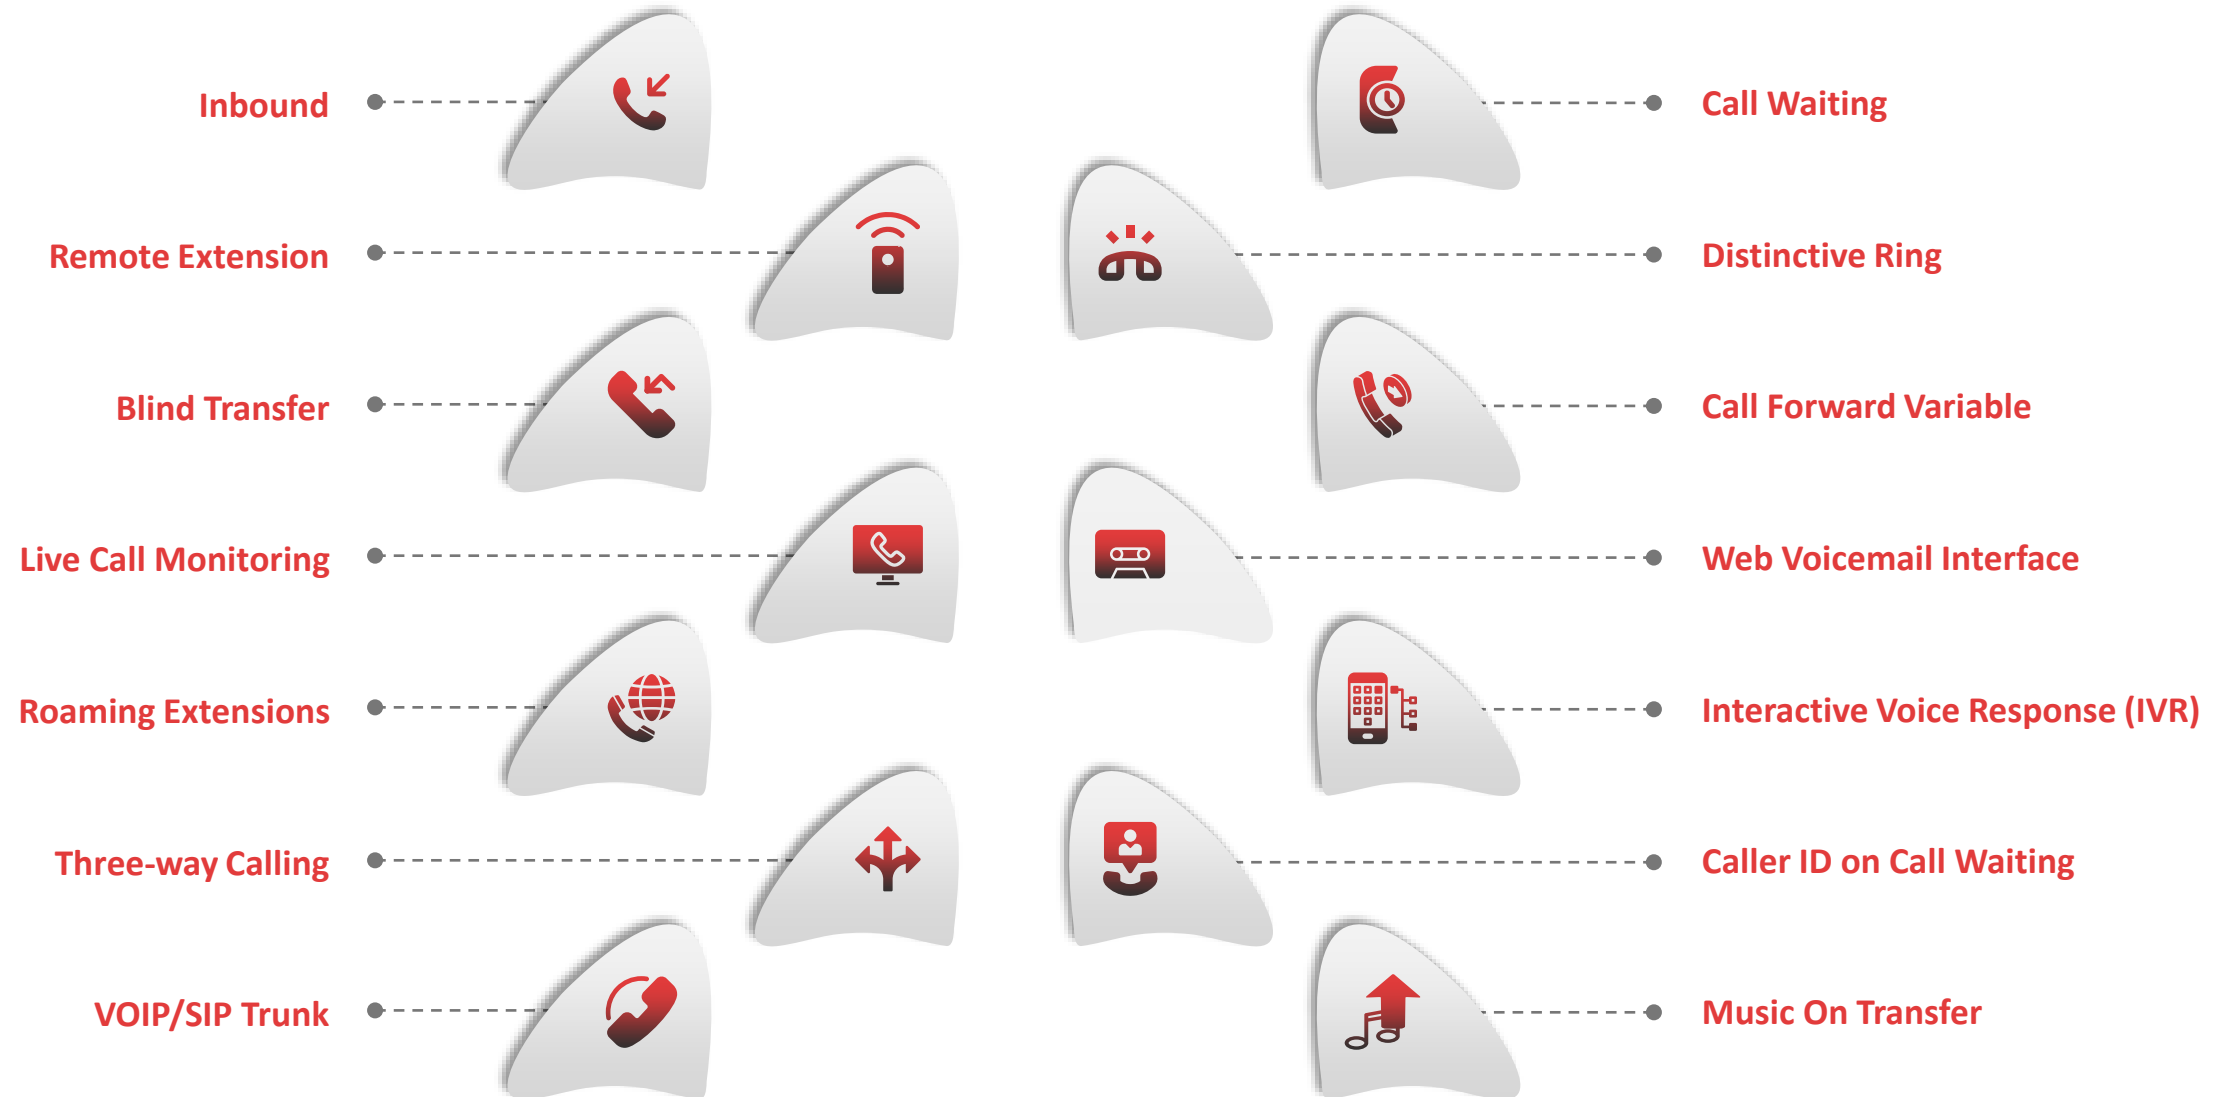 Inbound
Remote Extension
Blind Transfer
Live Call Monitoring
Roaming Extensions
Three-way Calling
VOIP/SIP Trunk
Call Waiting
Distinctive Ring
Call Forward Variable
Web Voicemail Interface
Interactive Voice Response (IVR)
Caller ID on Call Waiting
Music On Transfer